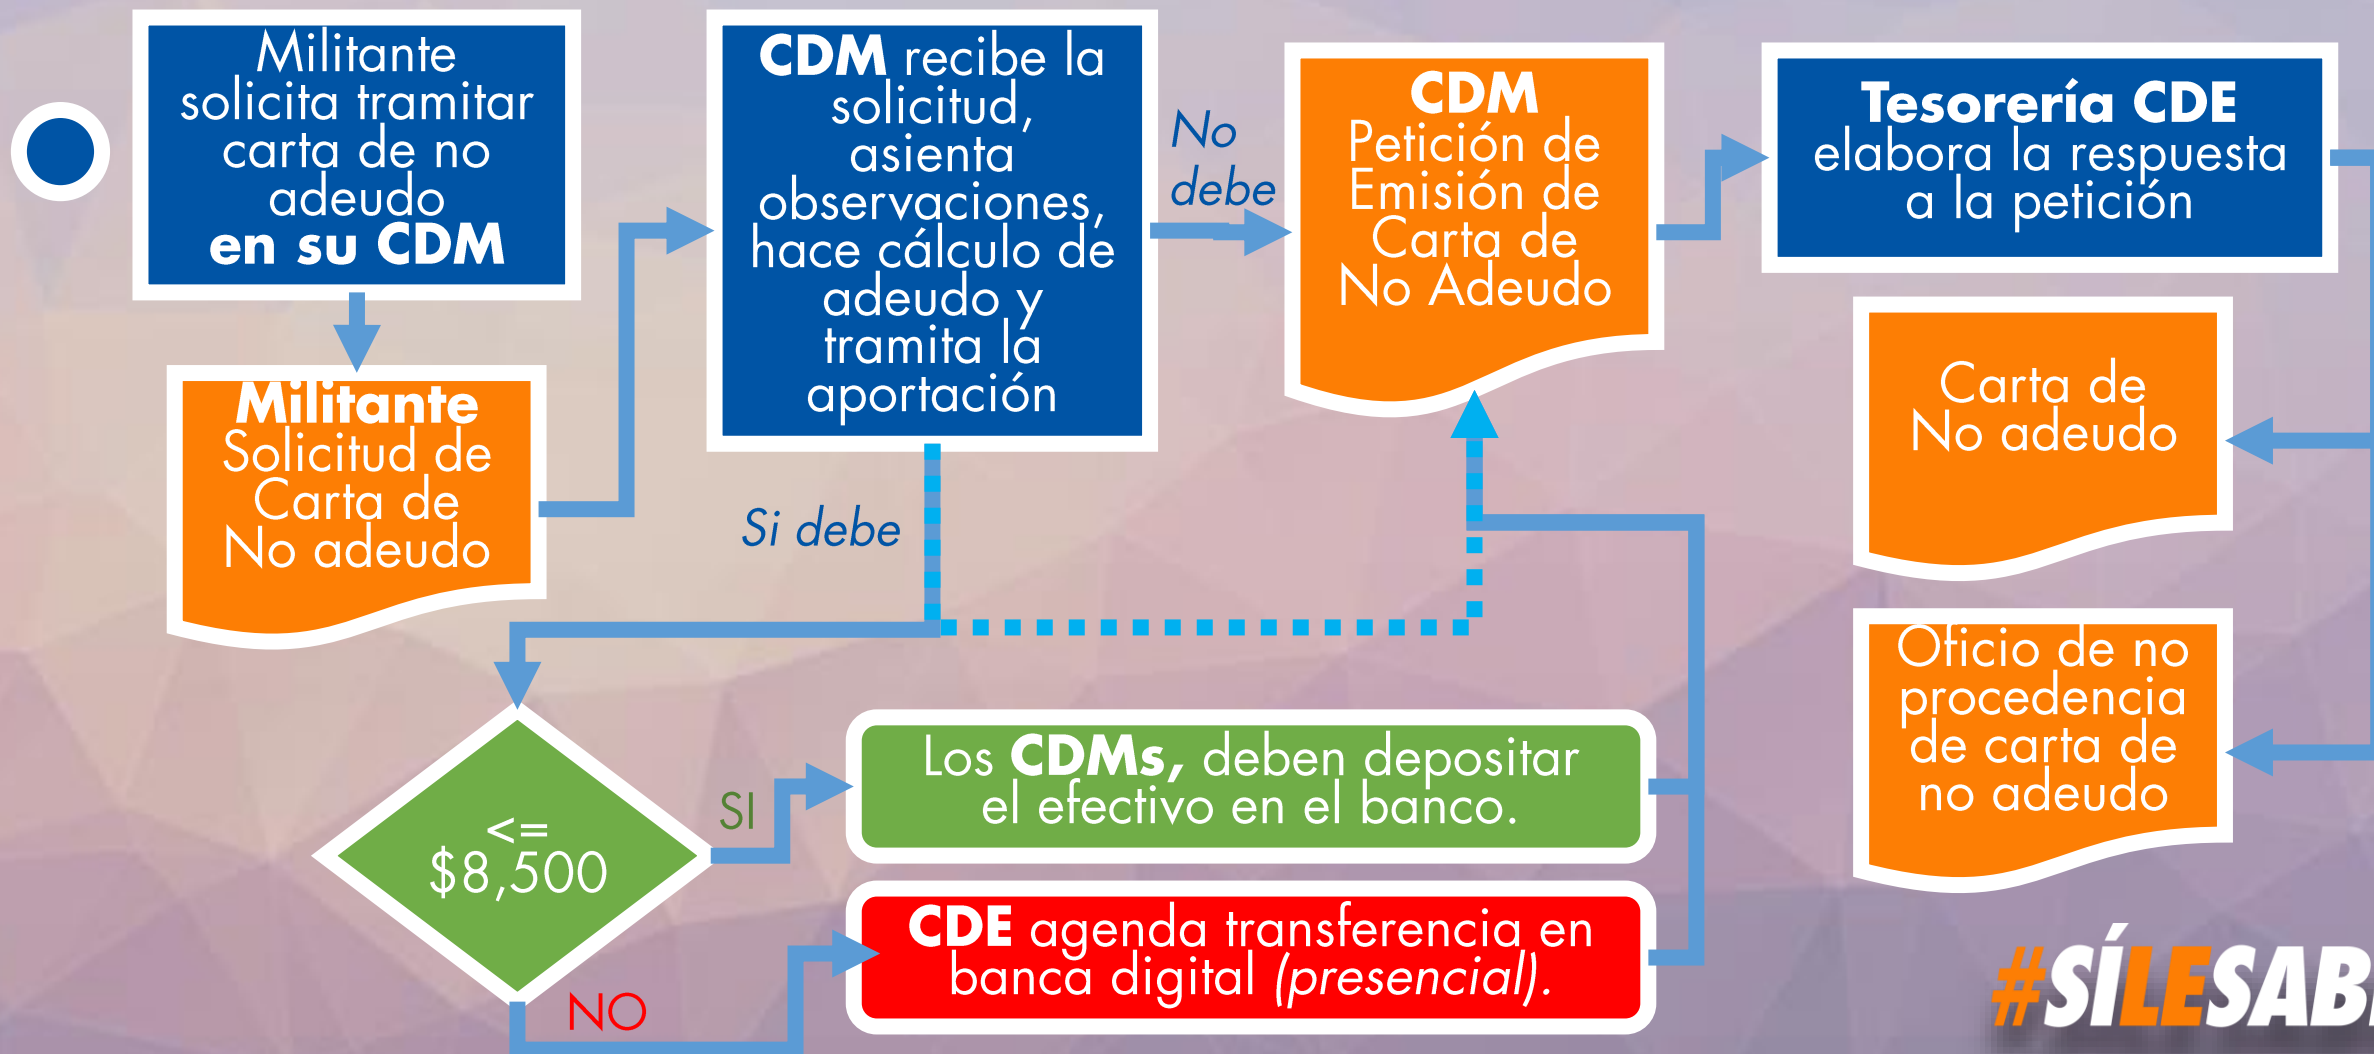 Militante
solicita tramitar
carta de no
adeudo
en su CDM
Militante
Solicitud de
Carta de
No adeudo
CDM recibe la
solicitud,
asienta
observaciones,
hace cálculo de
adeudo y
tramita la
aportación
No
debe
Si debe
CDM
Petición de
Emisión de
Carta de
No Adeudo
Tesorería CDE
elabora la respuesta
a la petición
Carta de
No adeudo
Oficio de no
procedencia
de carta de
no adeudo
<=
$8,500
SI
Los CDMs, deben depositar
el efectivo en el banco.
NO
CDE agenda transferencia en
banca digital (presencial).